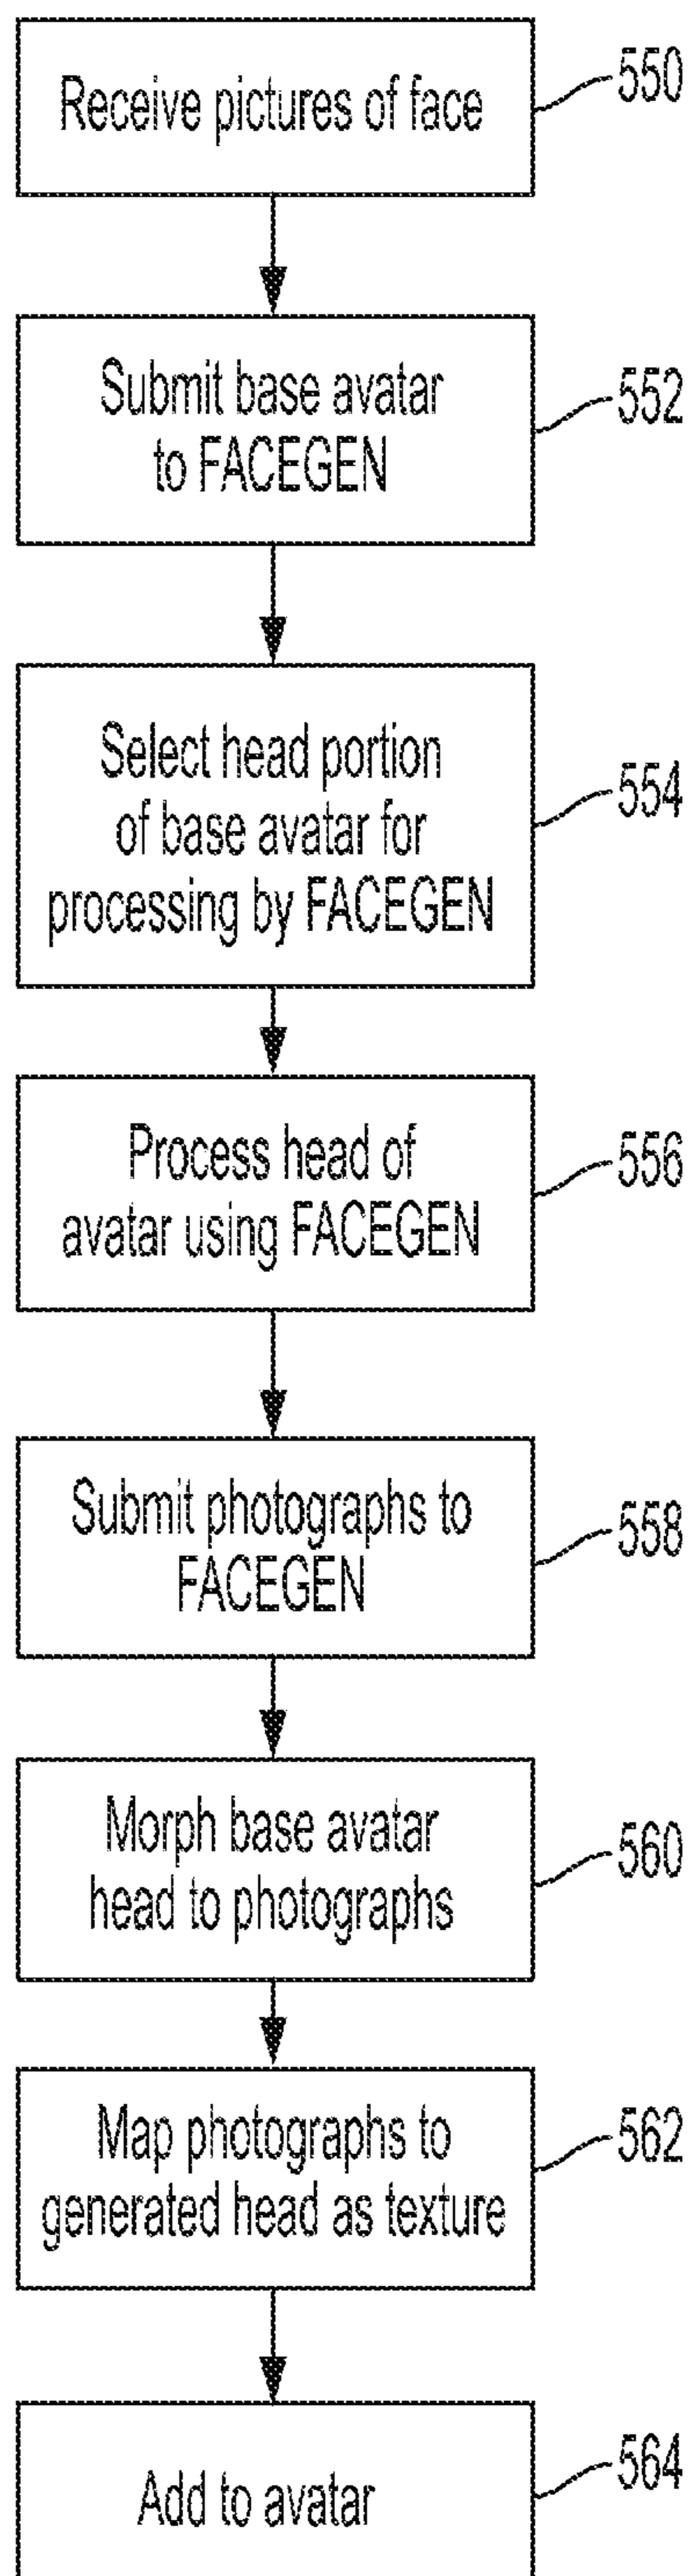 Receive pictures of face
550
Submit base avatar
to FACEGEN
552
Select head portion
of base avatar for
processing by FACEGEN
554
Process head of
avatar using FACEGEN
556
Submit photographs to
FACEGEN
558
Morph base avatar
head to photographs
560
Map photographs to
generated head as texture
562
Add to avatar
564